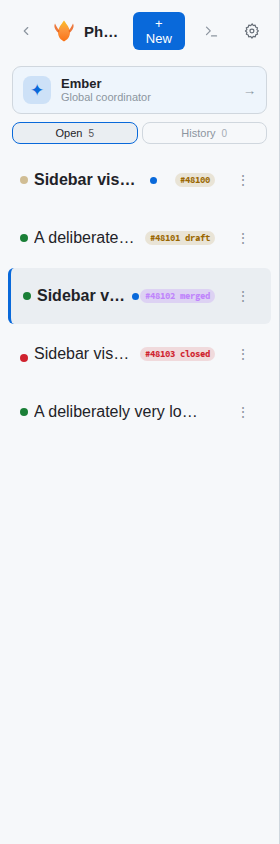 Ph…
+
New
Ember
Global coordinator
→
Open 5
History 0
Sidebar vis… #48100
A deliberate… #48101 draft
Sidebar v… #48102 merged
Sidebar vis… #48103 closed
A deliberately very lo…